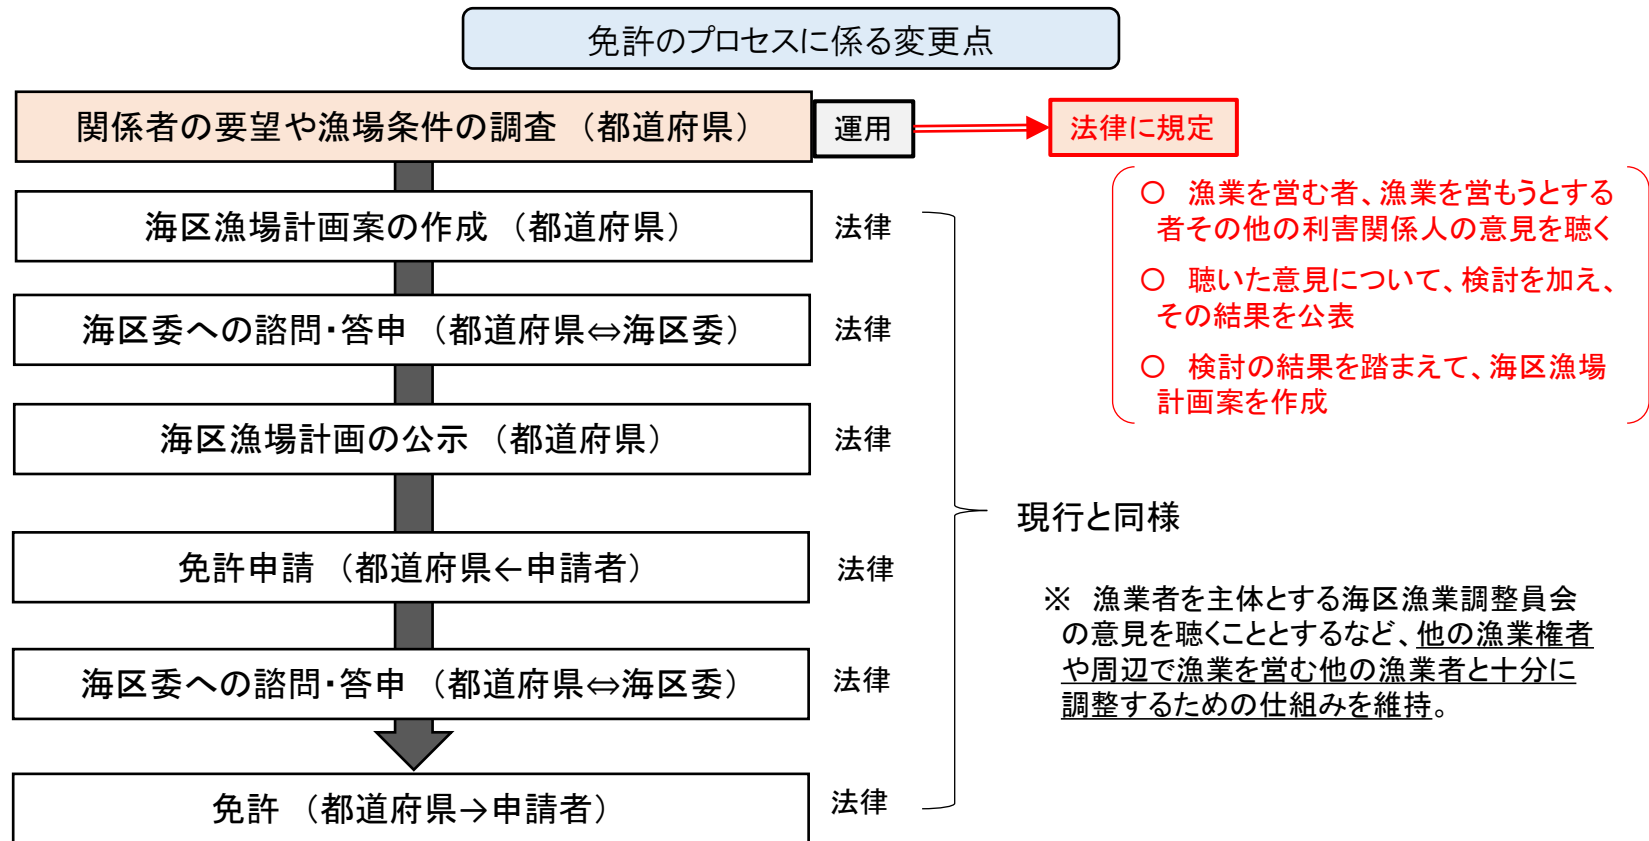 免許のプロセスに係る変更点
関係者の要望や漁場条件の調査 （都道府県）
運用
法律に規定
○ 漁業を営む者、漁業を営もうとする
者その他の利害関係人の意見を聴く
○ 聴いた意見について、検討を加え、
その結果を公表
○ 検討の結果を踏まえて、海区漁場
計画案を作成
海区漁場計画案の作成 （都道府県）
法律
海区委への諮問・答申 （都道府県⇔海区委）
法律
海区漁場計画の公示 （都道府県）
法律
免許申請 （都道府県←申請者）
法律
海区委への諮問・答申 （都道府県⇔海区委）
法律
免許 （都道府県→申請者）
法律
現行と同様
※ 漁業者を主体とする海区漁業調整員会
の意見を聴くこととするなど、他の漁業権者
や周辺で漁業を営む他の漁業者と十分に
調整するための仕組みを維持。